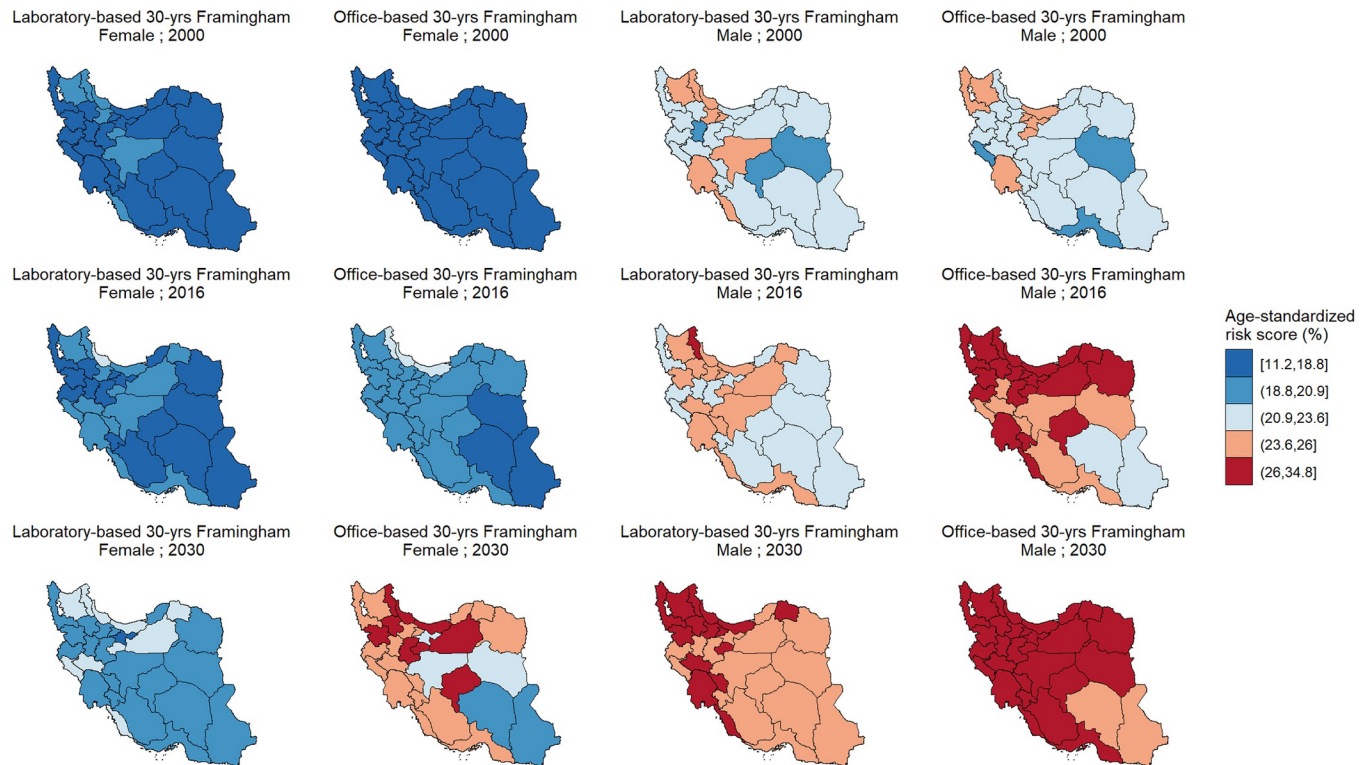 Laboratory-based 30-yrs Framingham
Female ; 2000
Office-based 30-yrs Framingham
Female ; 2000
Laboratory-based 30-yrs Framingham
Male ; 2000
Office-based 30-yrs Framingham
Male ; 2000
Laboratory-based 30-yrs Framingham
Female ; 2016
Office-based 30-yrs Framingham
Female ; 2016
Laboratory-based 30-yrs Framingham
Male ; 2016
Office-based 30-yrs Framingham
Male ; 2016
Age-standardized
risk score (%)
[11.2,18.8]
(18.8,20.9]
(20.9,23.6]
(23.6,26]
(26,34.8]
Laboratory-based 30-yrs Framingham
Female ; 2030
Office-based 30-yrs Framingham
Female ; 2030
Laboratory-based 30-yrs Framingham
Male ; 2030
Office-based 30-yrs Framingham
Male ; 2030